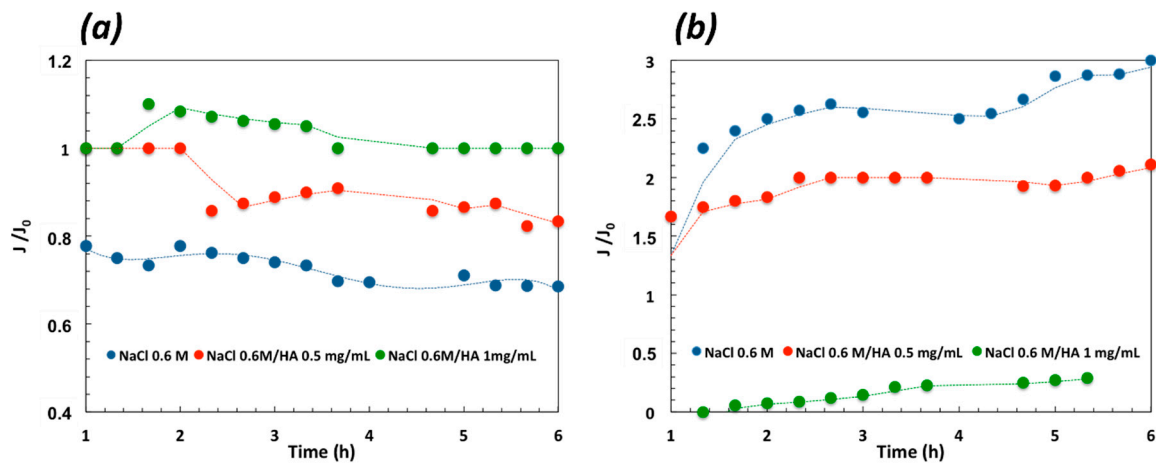 (a)
1.2
1
0.8
0.6
0.4
J /J0
NaCl 0.6 M NaCl 0.6M/HA 0.5 mg/mL NaCl 0.6M/HA 1mg/mL
1 2 3 4 5 6
Time (h)
(b)
3
2.5
2
1.5
1
0.5
0
J /J0
NaCl 0.6 M NaCl 0.6 M/HA 0.5 mg/mL NaCl 0.6 M/HA 1 mg/mL
1 2 3 4 5 6
Time (h)